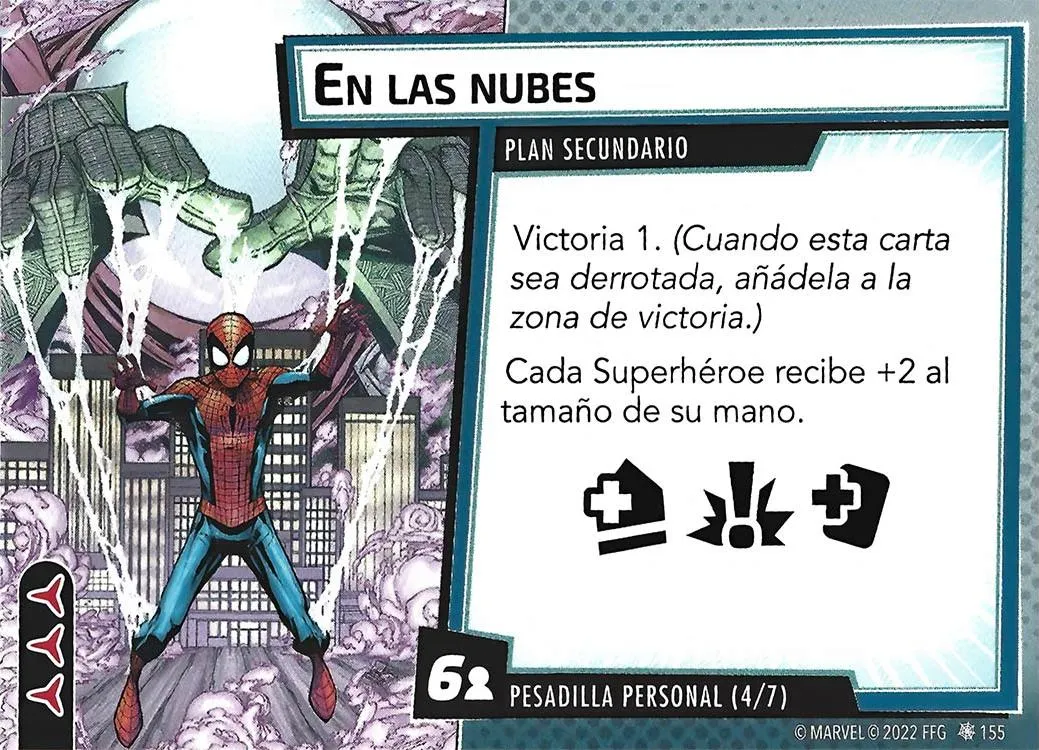 En las nubes
PLAN SECUNDARIO
Victoria 1. (Cuando esta carta
sea derrotada, añádela a la
zona de victoria.)
Cada Superhéroe recibe +2 al
tamaño de su mano.
6
PESADILLA PERSONAL (4/7)
© MARVEL © 2022 FFG 155